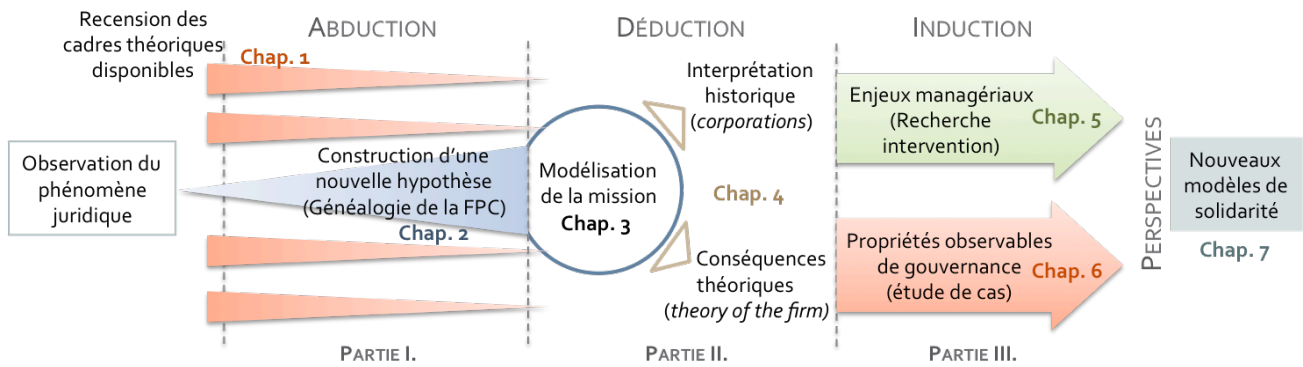 Recension des
cadres théoriques
disponibles
ABDUCTION
Chap. 1
Observation du
phénomène
juridique
Construction d'une
nouvelle hypothèse
(Généalogie de la FPC)
Chap. 2
PARTIE I.
DÉDUCTION
Modélisation
de la mission
Chap. 3
Interprétation
historique
(corporations)
Chap. 4
Conséquences
théoriques
(theory of the firm)
PARTIE II.
INDUCTION
Enjeux managériaux
(Recherche
intervention)
Chap. 5
Propriétés observables
de gouvernance
(étude de cas)
Chap. 6
PARTIE III.
PERSPECTIVES
Nouveaux
modèles de
solidarité
Chap. 7